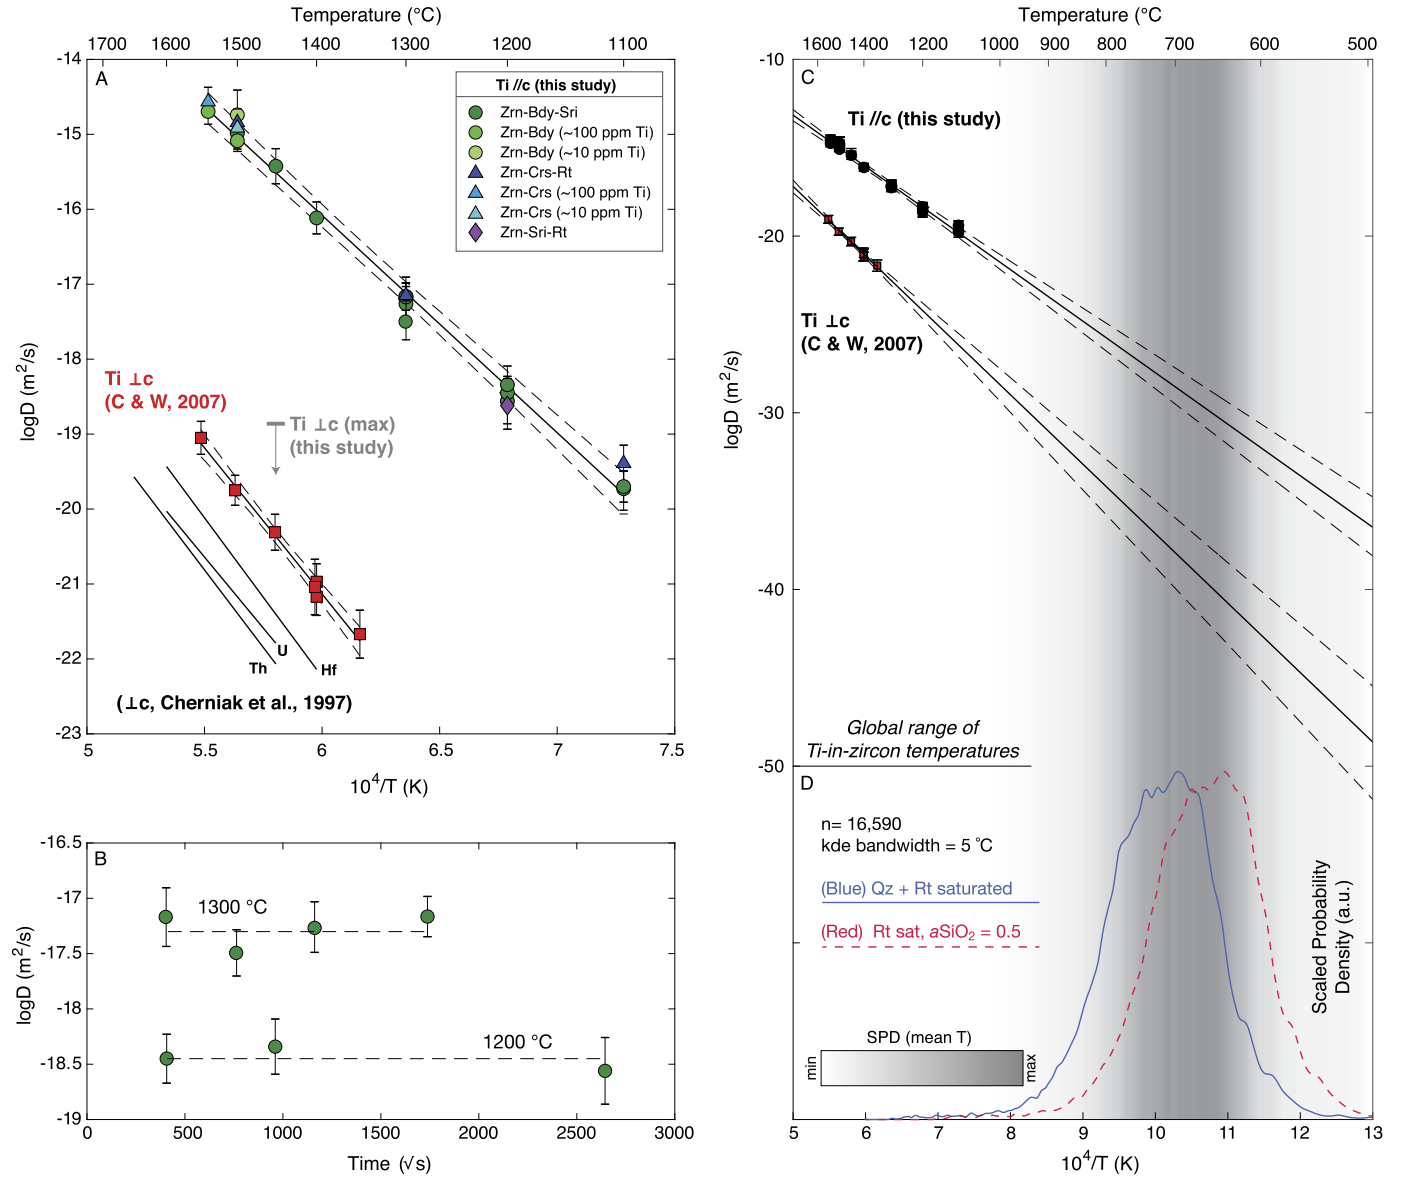 Temperature (°C)
1700 1600 1500 1400 1300 1200 1100
A
-14
-15
-16
-17
-18
-19
-20
-21
-22
-23
logD (m2/s)
Ti //c (this study)
Zrn-Bdy-Sri
Zrn-Bdy (~100 ppm Ti)
Zrn-Bdy (~10 ppm Ti)
Zrn-Crs-Rt
Zrn-Crs (~100 ppm Ti)
Zrn-Crs (~10 ppm Ti)
Zrn-Sri-Rt
Ti ⊥c
(C & W, 2007)
Ti ⊥c (max)
(this study)
Th
U
Hf
(⊥c, Cherniak et al., 1997)
5 5.5 6 6.5 7 7.5
10^4/T (K)
B
-16.5
-17
-17.5
-18
-18.5
-19
logD (m2/s)
1300 °C
1200 °C
0 500 1000 1500 2000 2500 3000
Time (√s)
Temperature (°C
1600 1400 1200 1000 900 800 700 600 500
C
-10
-20
-30
-40
-50
logD (m2/s)
Ti //c (this study)
Ti ⊥c
(C & W, 2007)
Global range of
Ti-in-zircon temperatures
D
n= 16,590
kde bandwidth = 5 °C
(Blue) Qz + Rt saturated
(Red) Rt sat, aSiO2 = 0.5
Scaled Probability
Density (a.u.)
SPD (mean T)
min
max
5 6 7 8 9 10 11 12 13
10^4/T (K)